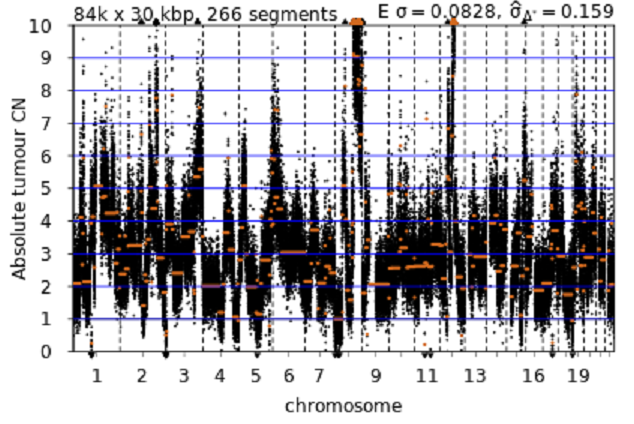 84k x 30 kbp, 266 segments E σ = 0.0828, σ̂Δ* = 0.159
10
9
8
7
6
5
4
3
2
1
0
Absolute tumour CN
1 2 3 4 5 6 7 9 11 13 16 19
chromosome